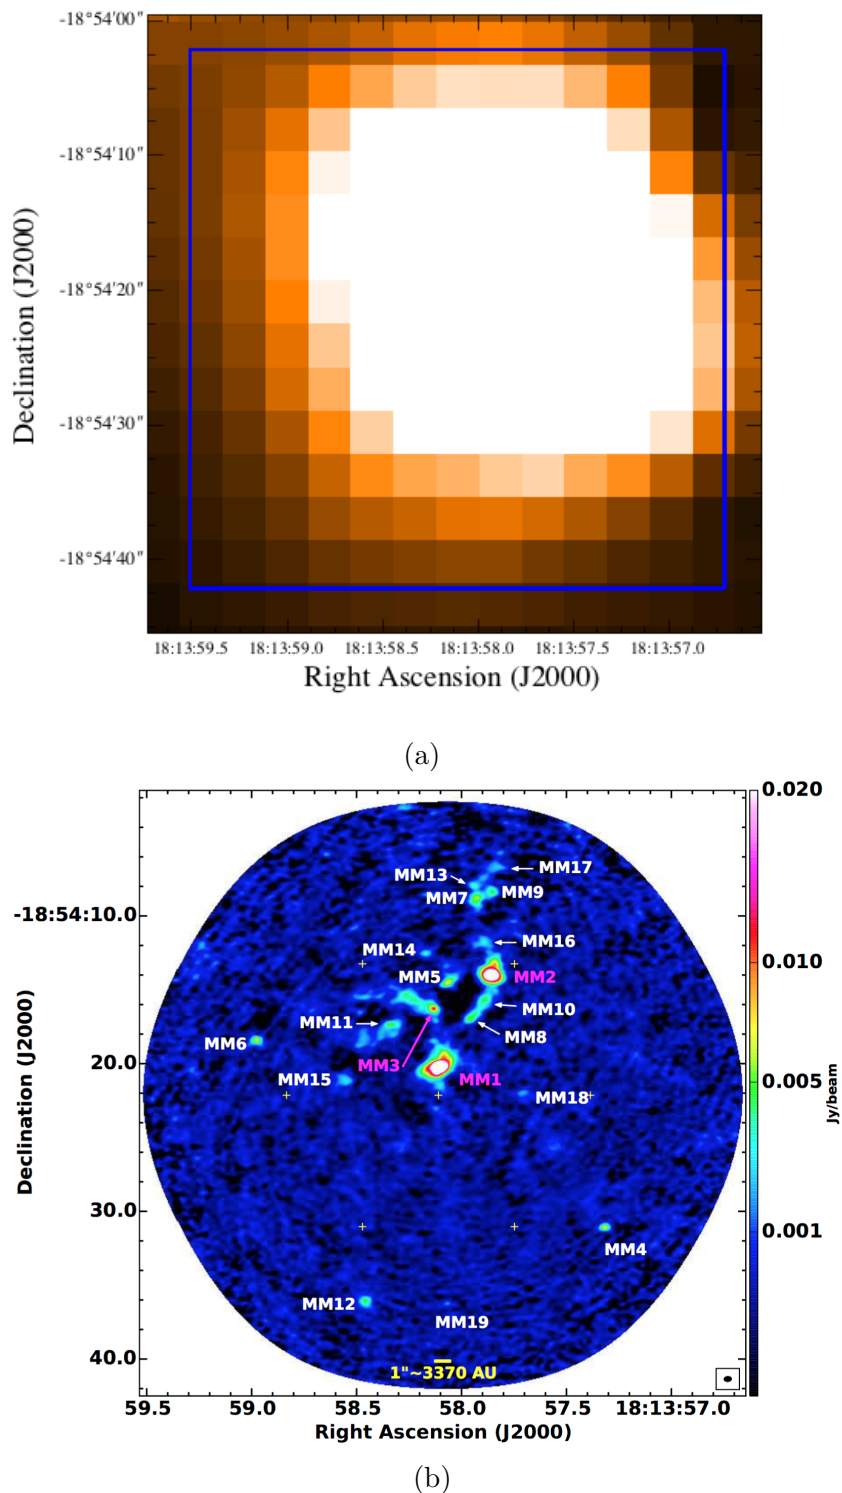 -18°54′00″
-18°54′10″
-18°54′20″
-18°54′30″
-18°54′40″
Declination (J2000)
18:13:59.5 18:13:59.0 18:13:58.5 18:13:58.0 18:13:57.5 18:13:57.0
Right Ascension (J2000)
(a)
0.020
MM17
MM13
MM7 MM9
-18:54:10.0
MM16
MM14
0.010
MM5 MM2
MM10
MM11
MM8
MM6
20.0
MM3
MM15 MM1
0.005
MM18
Declination (J2000)
Jy/beam
30.0
0.001
MM4
MM12
MM19
40.0
1"~3370 AU
59.5 59.0 58.5 58.0 57.5 18:13:57.0
Right Ascension (J2000)
(b)